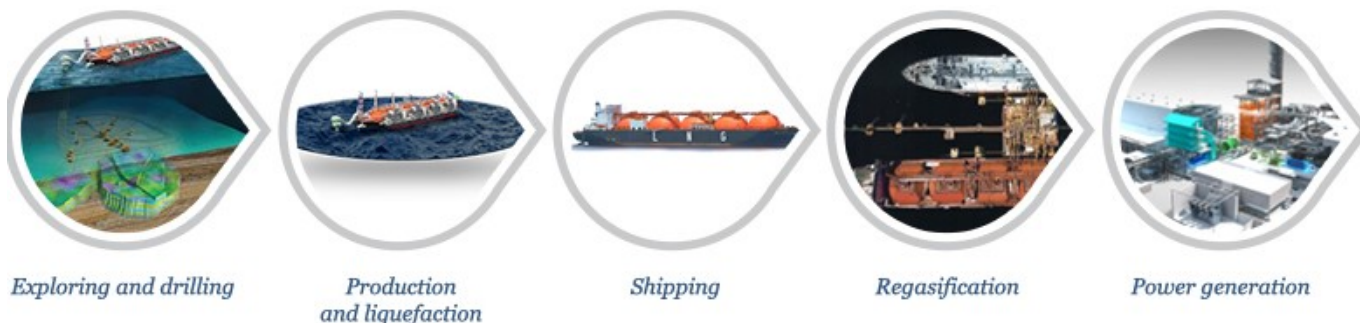 L N G
Exploring and drilling
Production
and liquefaction
Shipping
Regasification
Power generation